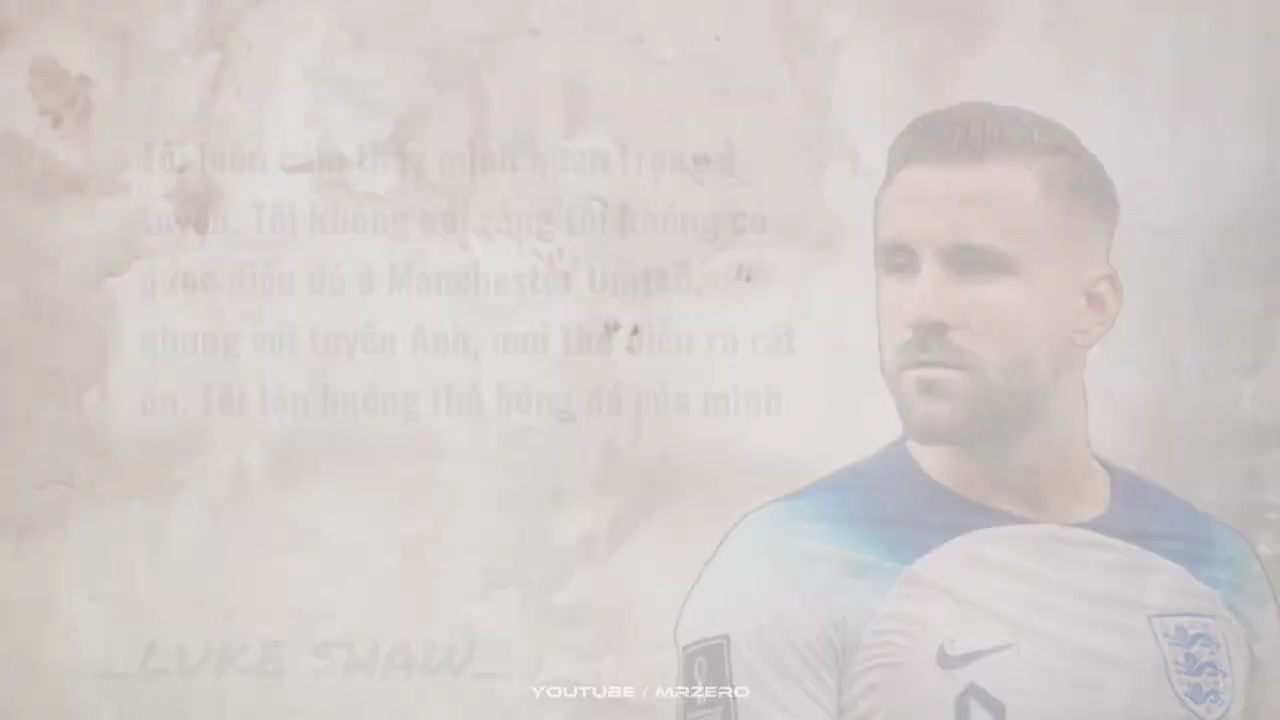 Tôi luôn cảm thấy mình quan trọng ở
tuyển. Tôi không nói rằng tôi không có
được điều đó ở Manchester United,
nhưng với tuyển Anh, mọi thứ diễn ra rất
ổn. Tôi tận hưởng thứ bóng đá của mình
_LUKE SHAW_
YOUTUBE / MRZERO